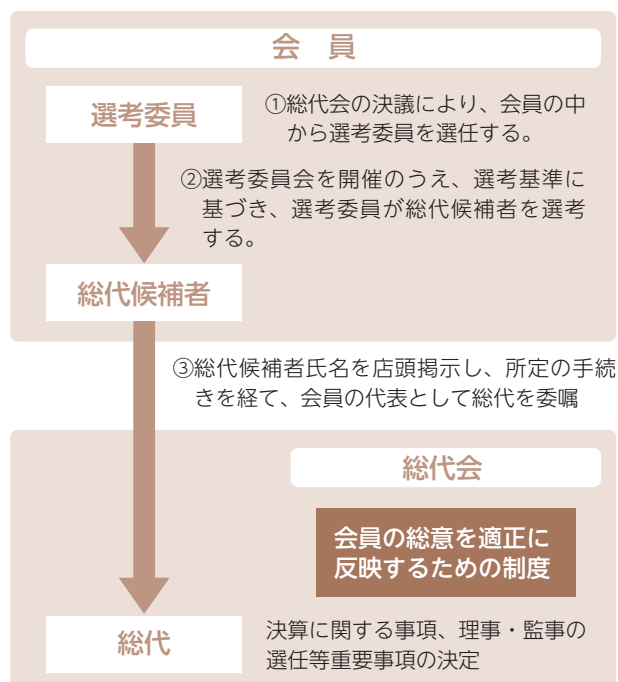 会　員
選考委員
①総代会の決議により、会員の中
から選考委員を選任する。
②選考委員会を開催のうえ、選考基準に
基づき、選考委員が総代候補者を選考
する。
総代候補者
③総代候補者氏名を店頭掲示し、所定の手続
きを経て、会員の代表として総代を委嘱
総代会
会員の総意を適正に
反映するための制度
総代
決算に関する事項、理事・監事の
選任等重要事項の決定